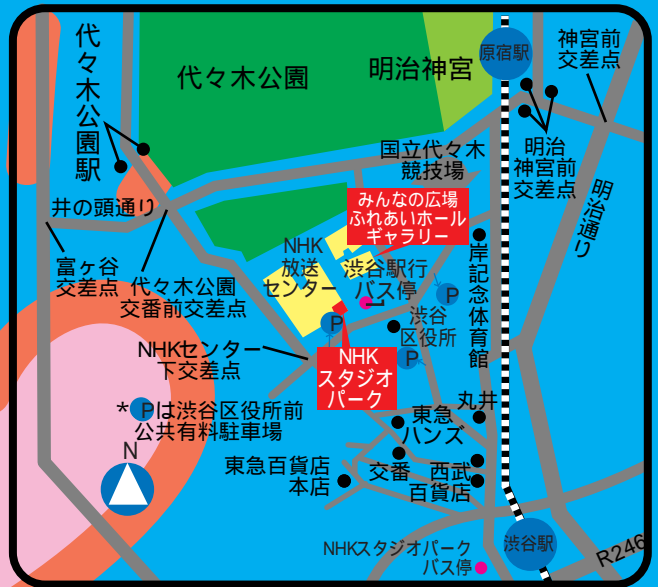 代々木公園駅
代々木公園
明治神宮
原宿駅
神宮前
交差点
国立代々木
競技場
明治
神宮前
交差点
明治通り
井の頭通り
みんなの広場
ふれあいホール
ギャラリー
富ヶ谷
交差点
代々木公園
交番前交差点
NHK
放送
センター
渋谷駅行
バス停
岸記念体育館
P
P
渋谷
区役所
P
NHKセンター
下交差点
NHK
スタジオ
パーク
*Pは渋谷区役所前
公共有料駐車場
N
丸井
東急
ハンズ
東急百貨店
本店
交番
西武
百貨店
渋谷駅
R246
NHKスタジオパーク
バス停